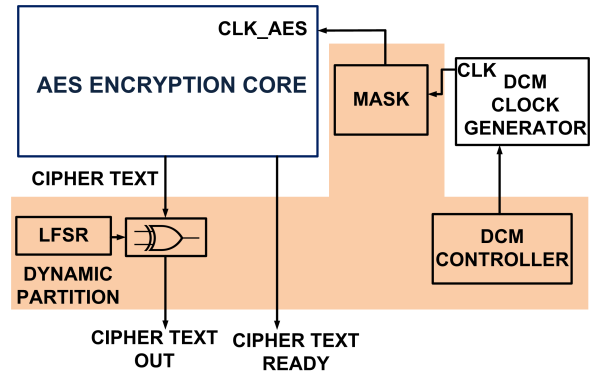 CLK_AES
AES ENCRYPTION CORE
MASK
CLK
DCM
CLOCK
GENERATOR
CIPHER TEXT
LFSR
DYNAMIC
PARTITION
DCM
CONTROLLER
CIPHER TEXT
OUT
CIPHER TEXT
READY